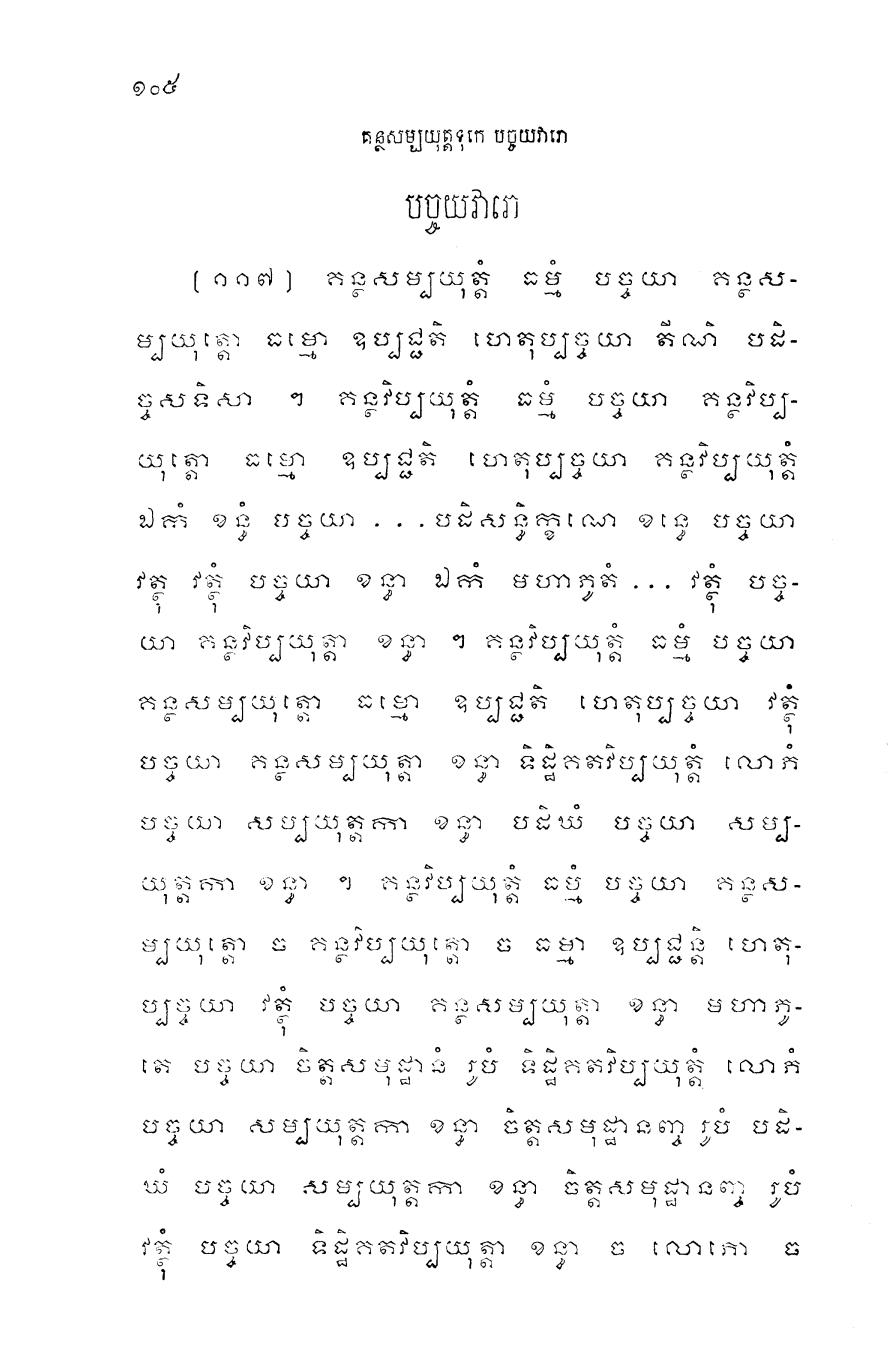 ១០៥
គន្ថសម្បយុត្តទុកេ បច្ចយវារោ
បច្ចយវារោ
[១១៧] គន្ថសម្បយុត្តំ ធម្មំ បច្ចយា គន្ថស-
ម្បយុត្តោ ធម្មោ ឧប្បជ្ជតិ ហេតុប្បច្ចយា តីណិ បដិ-
ច្ចសទិសា ។ គន្ថវិប្បយុត្តំ ធម្មំ បច្ចយា គន្ថវិប្ប-
យុត្តោ ធម្មោ ឧប្បជ្ជតិ ហេតុប្បច្ចយា គន្ថវិប្បយុត្តំ
ឯកំ ខន្ធំ បច្ចយា ...បដិសន្ធិក្ខណេ ខន្ធេ បច្ចយា
វត្ថុ វត្ថុំ បច្ចយា ខន្ធា ឯកំ មហាភូតំ... វត្ថុំ បច្ច-
យា គន្ថវិប្បយុត្តា ខន្ធា ។ គន្ថវិប្បយុត្តំ ធម្មំ បច្ចយា
គន្ថសម្បយុត្តោ ធម្មោ ឧប្បជ្ជតិ ហេតុប្បច្ចយា វត្ថុំ
បច្ចយា គន្ថសម្បយុត្តា ខន្ធា ទិដ្ឋិគតវិប្បយុត្តំ លោភំ
បច្ចយា សម្បយុត្តកា ខន្ធា បដិឃំ បច្ចយា សម្ប-
យុត្តកា ខន្ធា ។ គន្ថវិប្បយុត្តំ ធម្មំ បច្ចយា គន្ថស-
ម្បយុត្តោ ច គន្ថវិប្បយុត្តោ ច ធម្មា ឧប្បជ្ជន្តិ ហេតុ-
ប្បច្ចយា វត្ថុំ បច្ចយា គន្ថសម្បយុត្តា ខន្ធា មហាភូ-
តេ បច្ចយា ចិត្តសមុដ្ឋានំ រូបំ ទិដ្ឋិគតវិប្បយុត្តំ លោភំ
បច្ចយា សម្បយុត្តកា ខន្ធា ចិត្តសមុដ្ឋានញ្ច រូបំ បដិ-
ឃំ បច្ចយា សម្បយុត្តកា ខន្ធា ចិត្តសមុដ្ឋានញ្ច រូបំ
វត្ថុំ បច្ចយា ទិដ្ឋិគតវិប្បយុត្តា ខន្ធា ច លោភោ ច